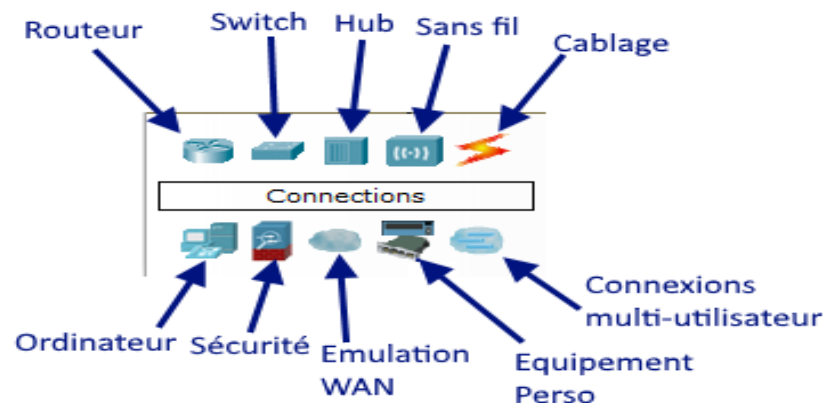 Routeur
Switch
Hub
Sans fil
Cablage
Connections
Ordinateur
Sécurité
Emulation
WAN
Equipement
Perso
Connexions
multi-utilisateur